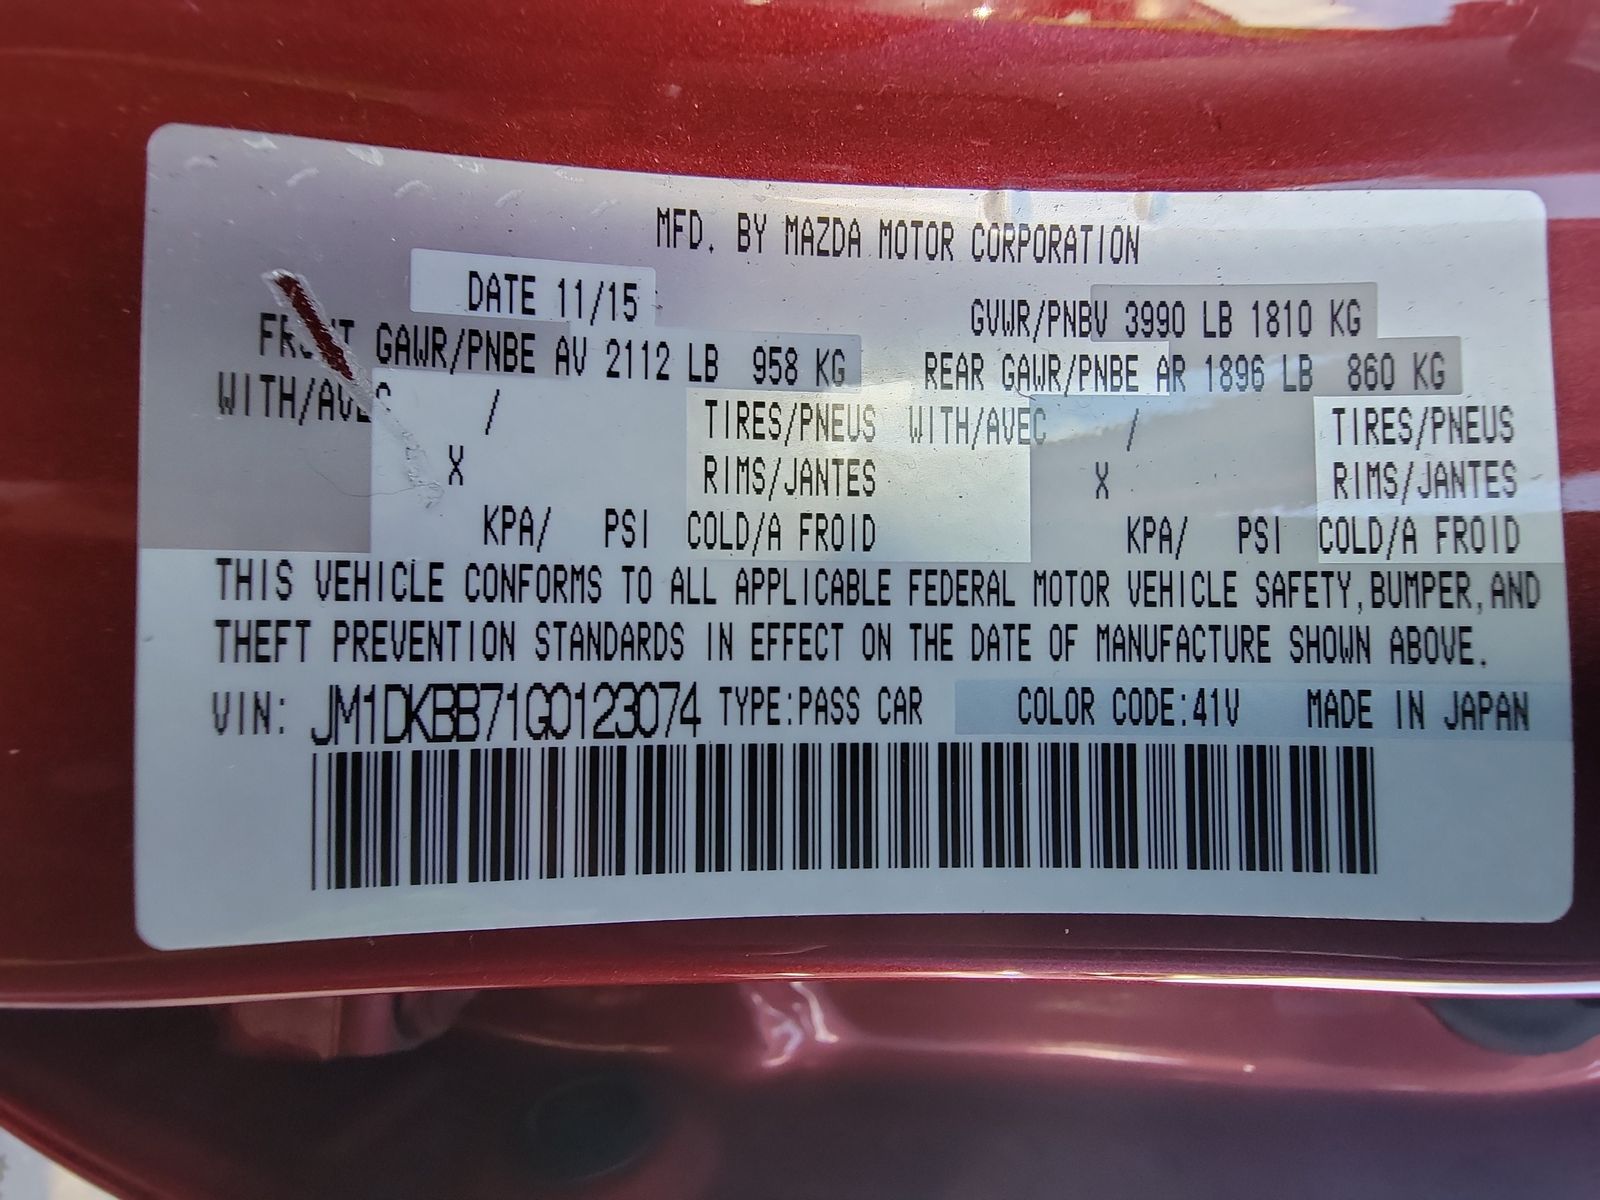 MFD. BY MAZDA MOTOR CORPORATION
DATE 11/15 GVWR/PNBV 3990 LB 1810 KG
GAWR/PNBE AV 2112 LB 958 KG REAR GAWR/PNBE AR 1896 LB 860 KG
WITH/AVEC / TIRES/PNEUS WITH/AVEC / TIRES/PNEUS
X RIMS/JANTES X RIMS/JANTES
KPA/ PSI COLD/A FROID KPA/ PSI COLD/A FROID
THIS VEHICLE CONFORMS TO ALL APPLICABLE FEDERAL MOTOR VEHICLE SAFETY, BUMPER, AND
THEFT PREVENTION STANDARDS IN EFFECT ON THE DATE OF MANUFACTURE SHOWN ABOVE.
VIN: JM1DKBB71G0123074 TYPE:PASS CAR COLOR CODE:41V MADE IN JAPAN